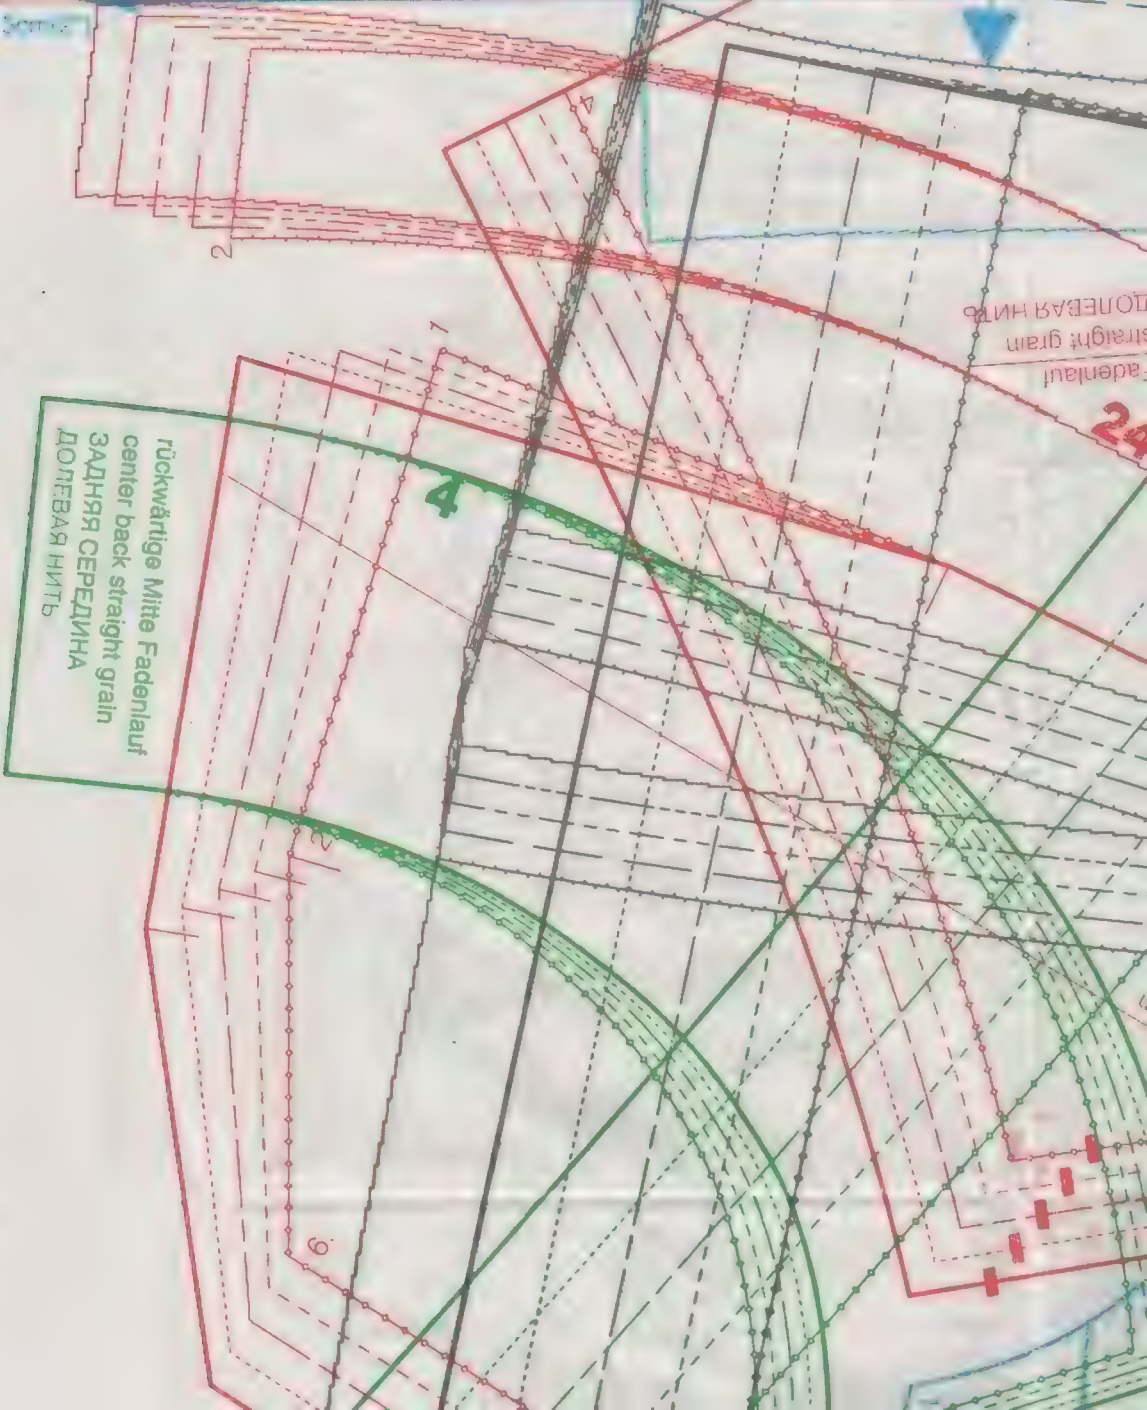 2
4
1
ДОЛЕВАЯ НИТЬ
straight grain
Fadenlauf
24
4
rückwärtige Mitte Fadenlauf
center back straight grain
ЗАДНЯЯ СЕРЕДИНА
ДОЛЕВАЯ НИТЬ
2
6